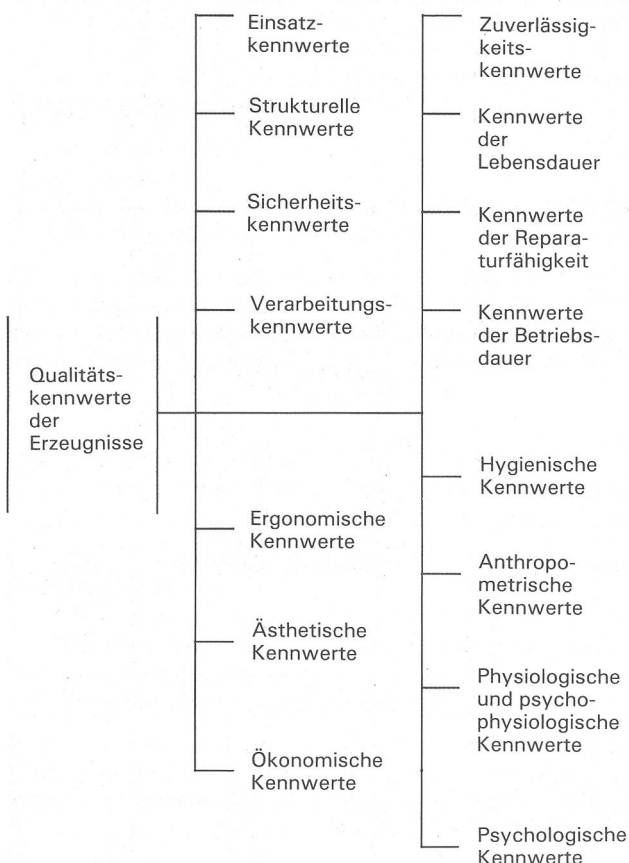 Qualitäts-
kennwerte
der
Erzeugnisse
Einsatz-
kennwerte
Strukturelle
Kennwerte
Sicherheits-
kennwerte
Verarbeitungs-
kennwerte
Ergonomische
Kennwerte
Ästhetische
Kennwerte
Ökonomische
Kennwerte
Zuverlässig-
keits-
kennwerte
Kennwerte
der
Lebensdauer
Kennwerte
der Repara-
turfähigkeit
Kennwerte
der Betriebs-
dauer
Hygienische
Kennwerte
Anthropo-
metrische
Kennwerte
Physiologische
und psycho-
physiologische
Kennwerte
Psychologische
Kennwerte